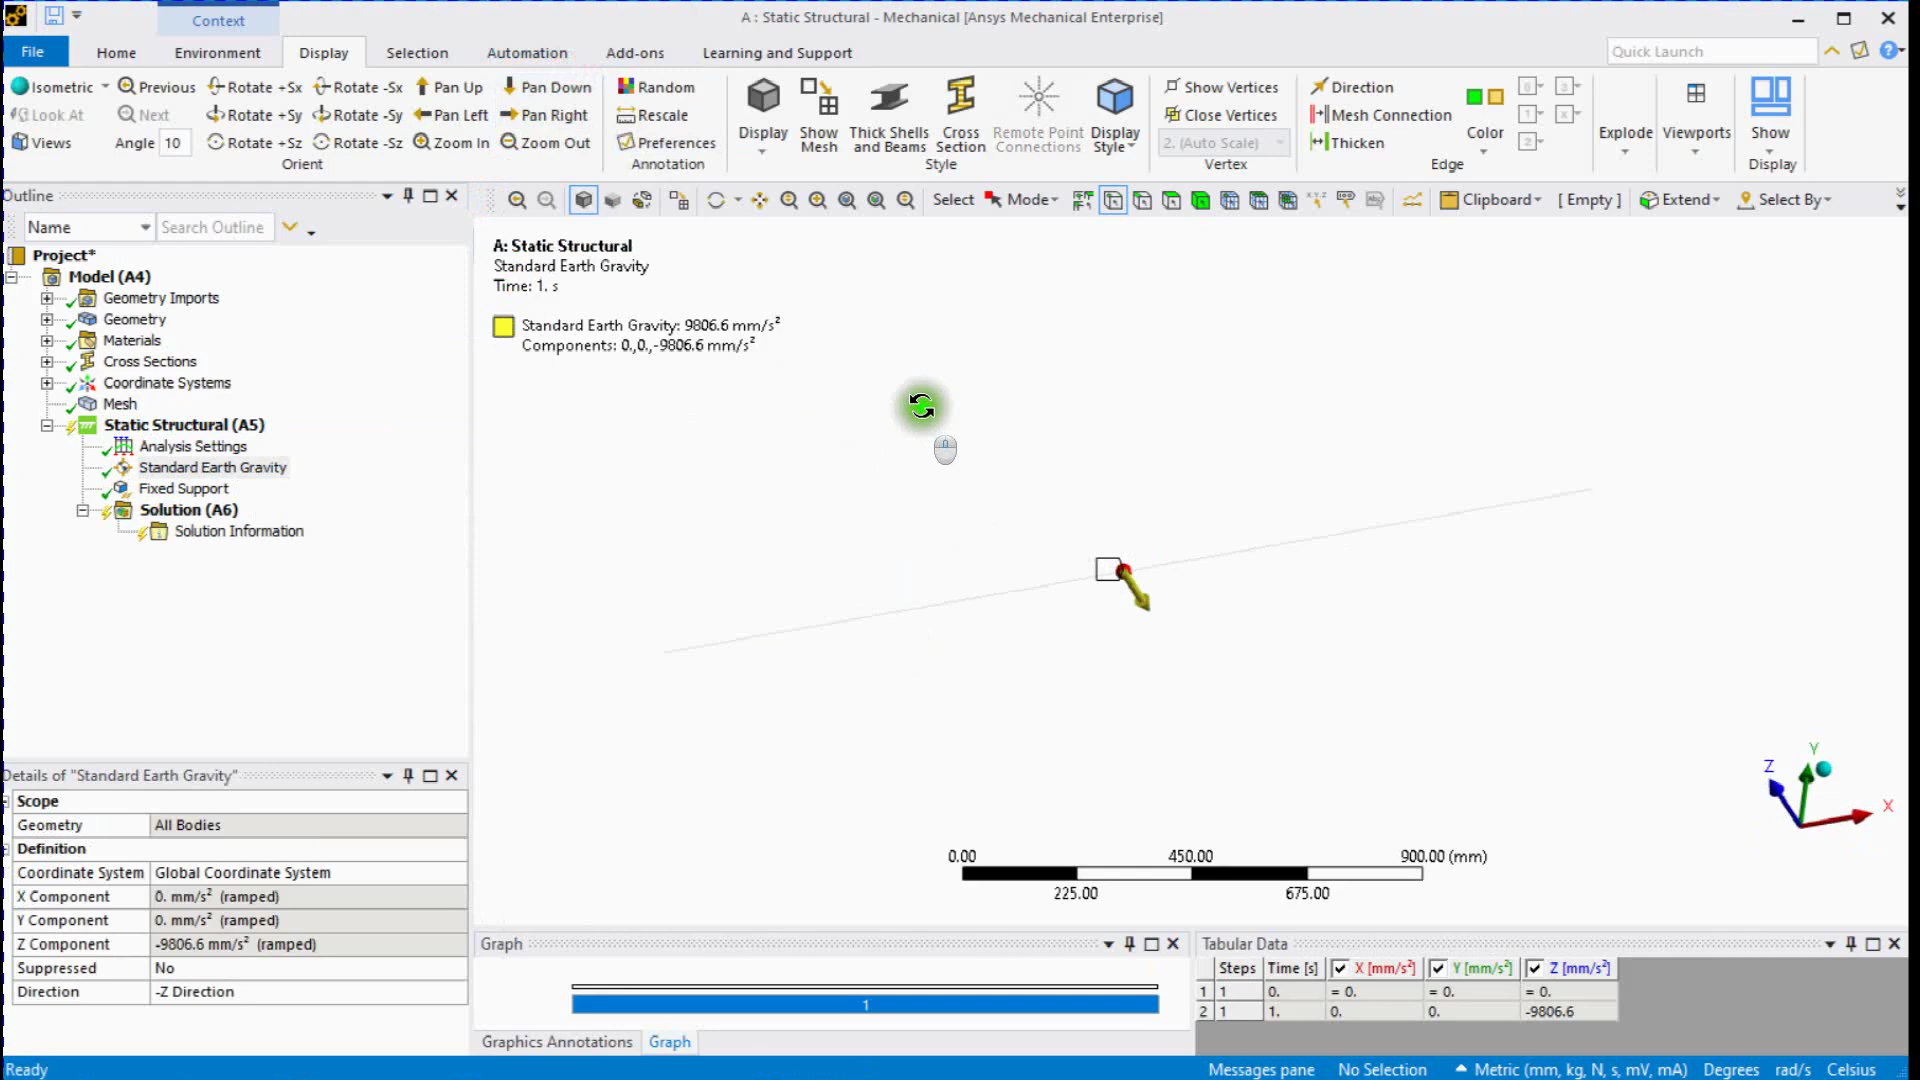 Context
A : Static Structural - Mechanical [Ansys Mechanical Enterprise]
File
Home
Environment
Display
Selection
Automation
Add-ons
Learning and Support
Quick Launch
Isometric
Previous
Rotate +Sx
Rotate -Sx
Pan Up
Pan Down
Random
Look At
Next
Rotate +Sy
Rotate -Sy
Pan Left
Pan Right
Rescale
Views
Angle 10
Rotate +Sz
Rotate -Sz
Zoom In
Zoom Out
Preferences
Orient
Annotation
Display
Show Mesh
Thick Shells and Beams
Cross Section
Remote Point Connections
Display Style
Style
Show Vertices
Close Vertices
2. (Auto Scale)
Vertex
Direction
Mesh Connection
Thicken
Color
Edge
Explode
Viewports
Show
Display
Outline
Select
Mode
Clipboard
[ Empty ]
Extend
Select By
Name
Search Outline
Project*
Model (A4)
Geometry Imports
Geometry
Materials
Cross Sections
Coordinate Systems
Mesh
Static Structural (A5)
Analysis Settings
Standard Earth Gravity
Fixed Support
Solution (A6)
Solution Information
A: Static Structural
Standard Earth Gravity
Time: 1. s
Standard Earth Gravity: 9806.6 mm/s²
Components: 0.,0.,-9806.6 mm/s²
Y
Z
X
0.00
450.00
900.00 (mm)
225.00
675.00
Details of "Standard Earth Gravity"
Scope
Geometry All Bodies
Definition
Coordinate System Global Coordinate System
X Component 0. mm/s² (ramped)
Y Component 0. mm/s² (ramped)
Z Component -9806.6 mm/s² (ramped)
Suppressed No
Direction -Z Direction
Graph
1
Graphics Annotations
Graph
Tabular Data
Steps Time [s] X [mm/s²] Y [mm/s²] Z [mm/s²]
1 1 0. = 0. = 0. = 0.
2 1 1. 0. 0. -9806.6
Ready
Messages pane
No Selection
Metric (mm, kg, N, s, mV, mA)
Degrees
rad/s
Celsius